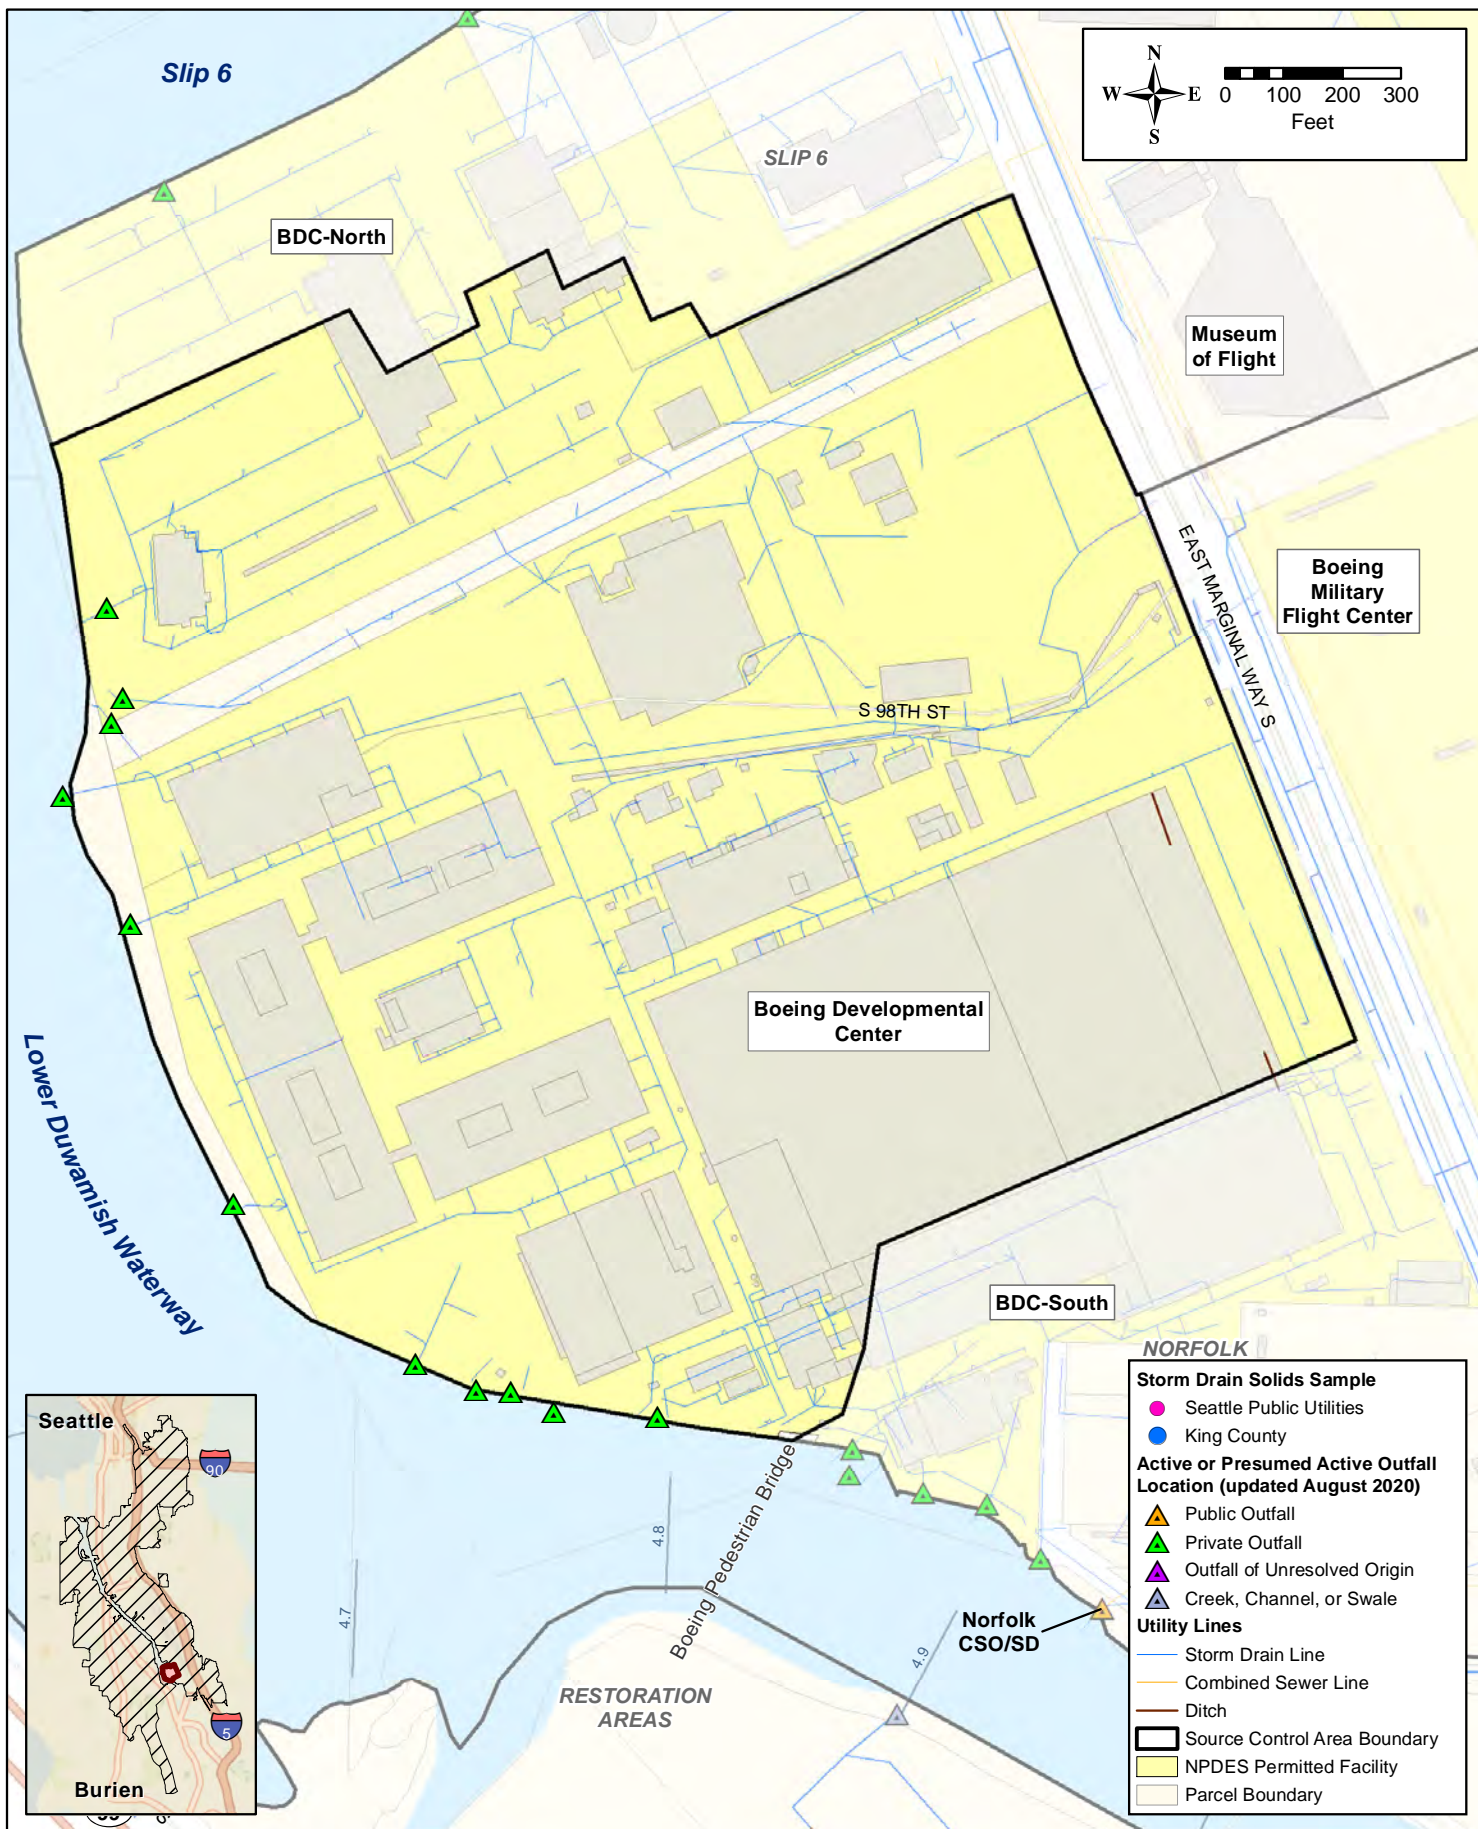 Slip 6
N
W E
S
0 100 200 300
Feet
SLIP 6
BDC-North
Museum
of Flight
EAST MARGINAL WAY S
Boeing
Military
Flight Center
S 98TH ST
Boeing Developmental
Center
Lower Duwamish Waterway
BDC-South
NORFOLK
Boeing Pedestrian Bridge
4.7
4.8
4.9
Norfolk
CSO/SD
RESTORATION
AREAS
Seattle
90
5
Burien
Storm Drain Solids Sample
Seattle Public Utilities
King County
Active or Presumed Active Outfall
Location (updated August 2020)
Public Outfall
Private Outfall
Outfall of Unresolved Origin
Creek, Channel, or Swale
Utility Lines
Storm Drain Line
Combined Sewer Line
Ditch
Source Control Area Boundary
NPDES Permitted Facility
Parcel Boundary